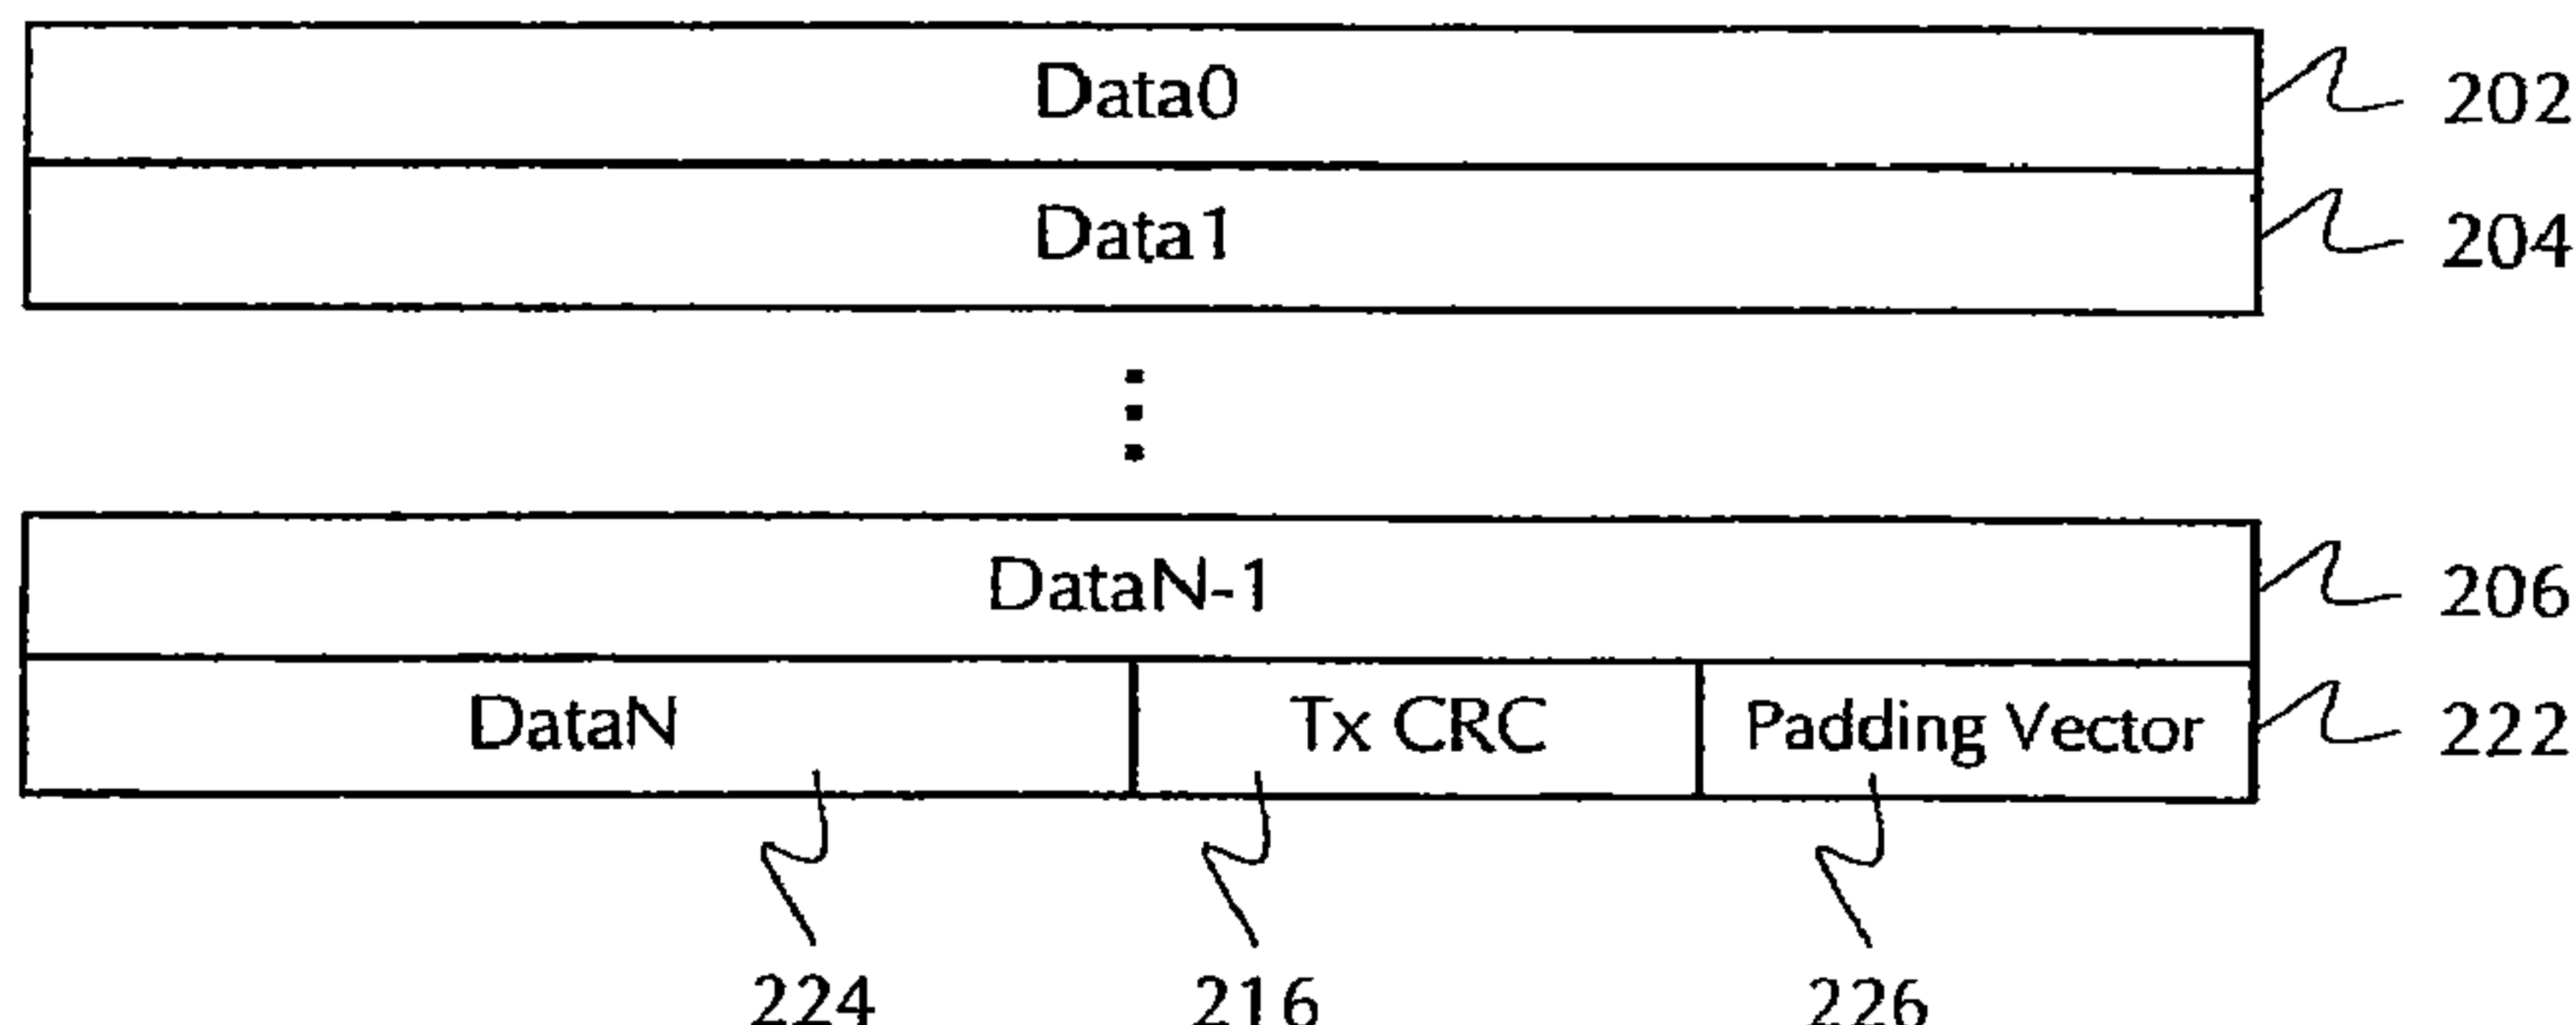 Data0 202
Data1 204
DataN-1 206
DataN Tx CRC Padding Vector 222
224 216 226